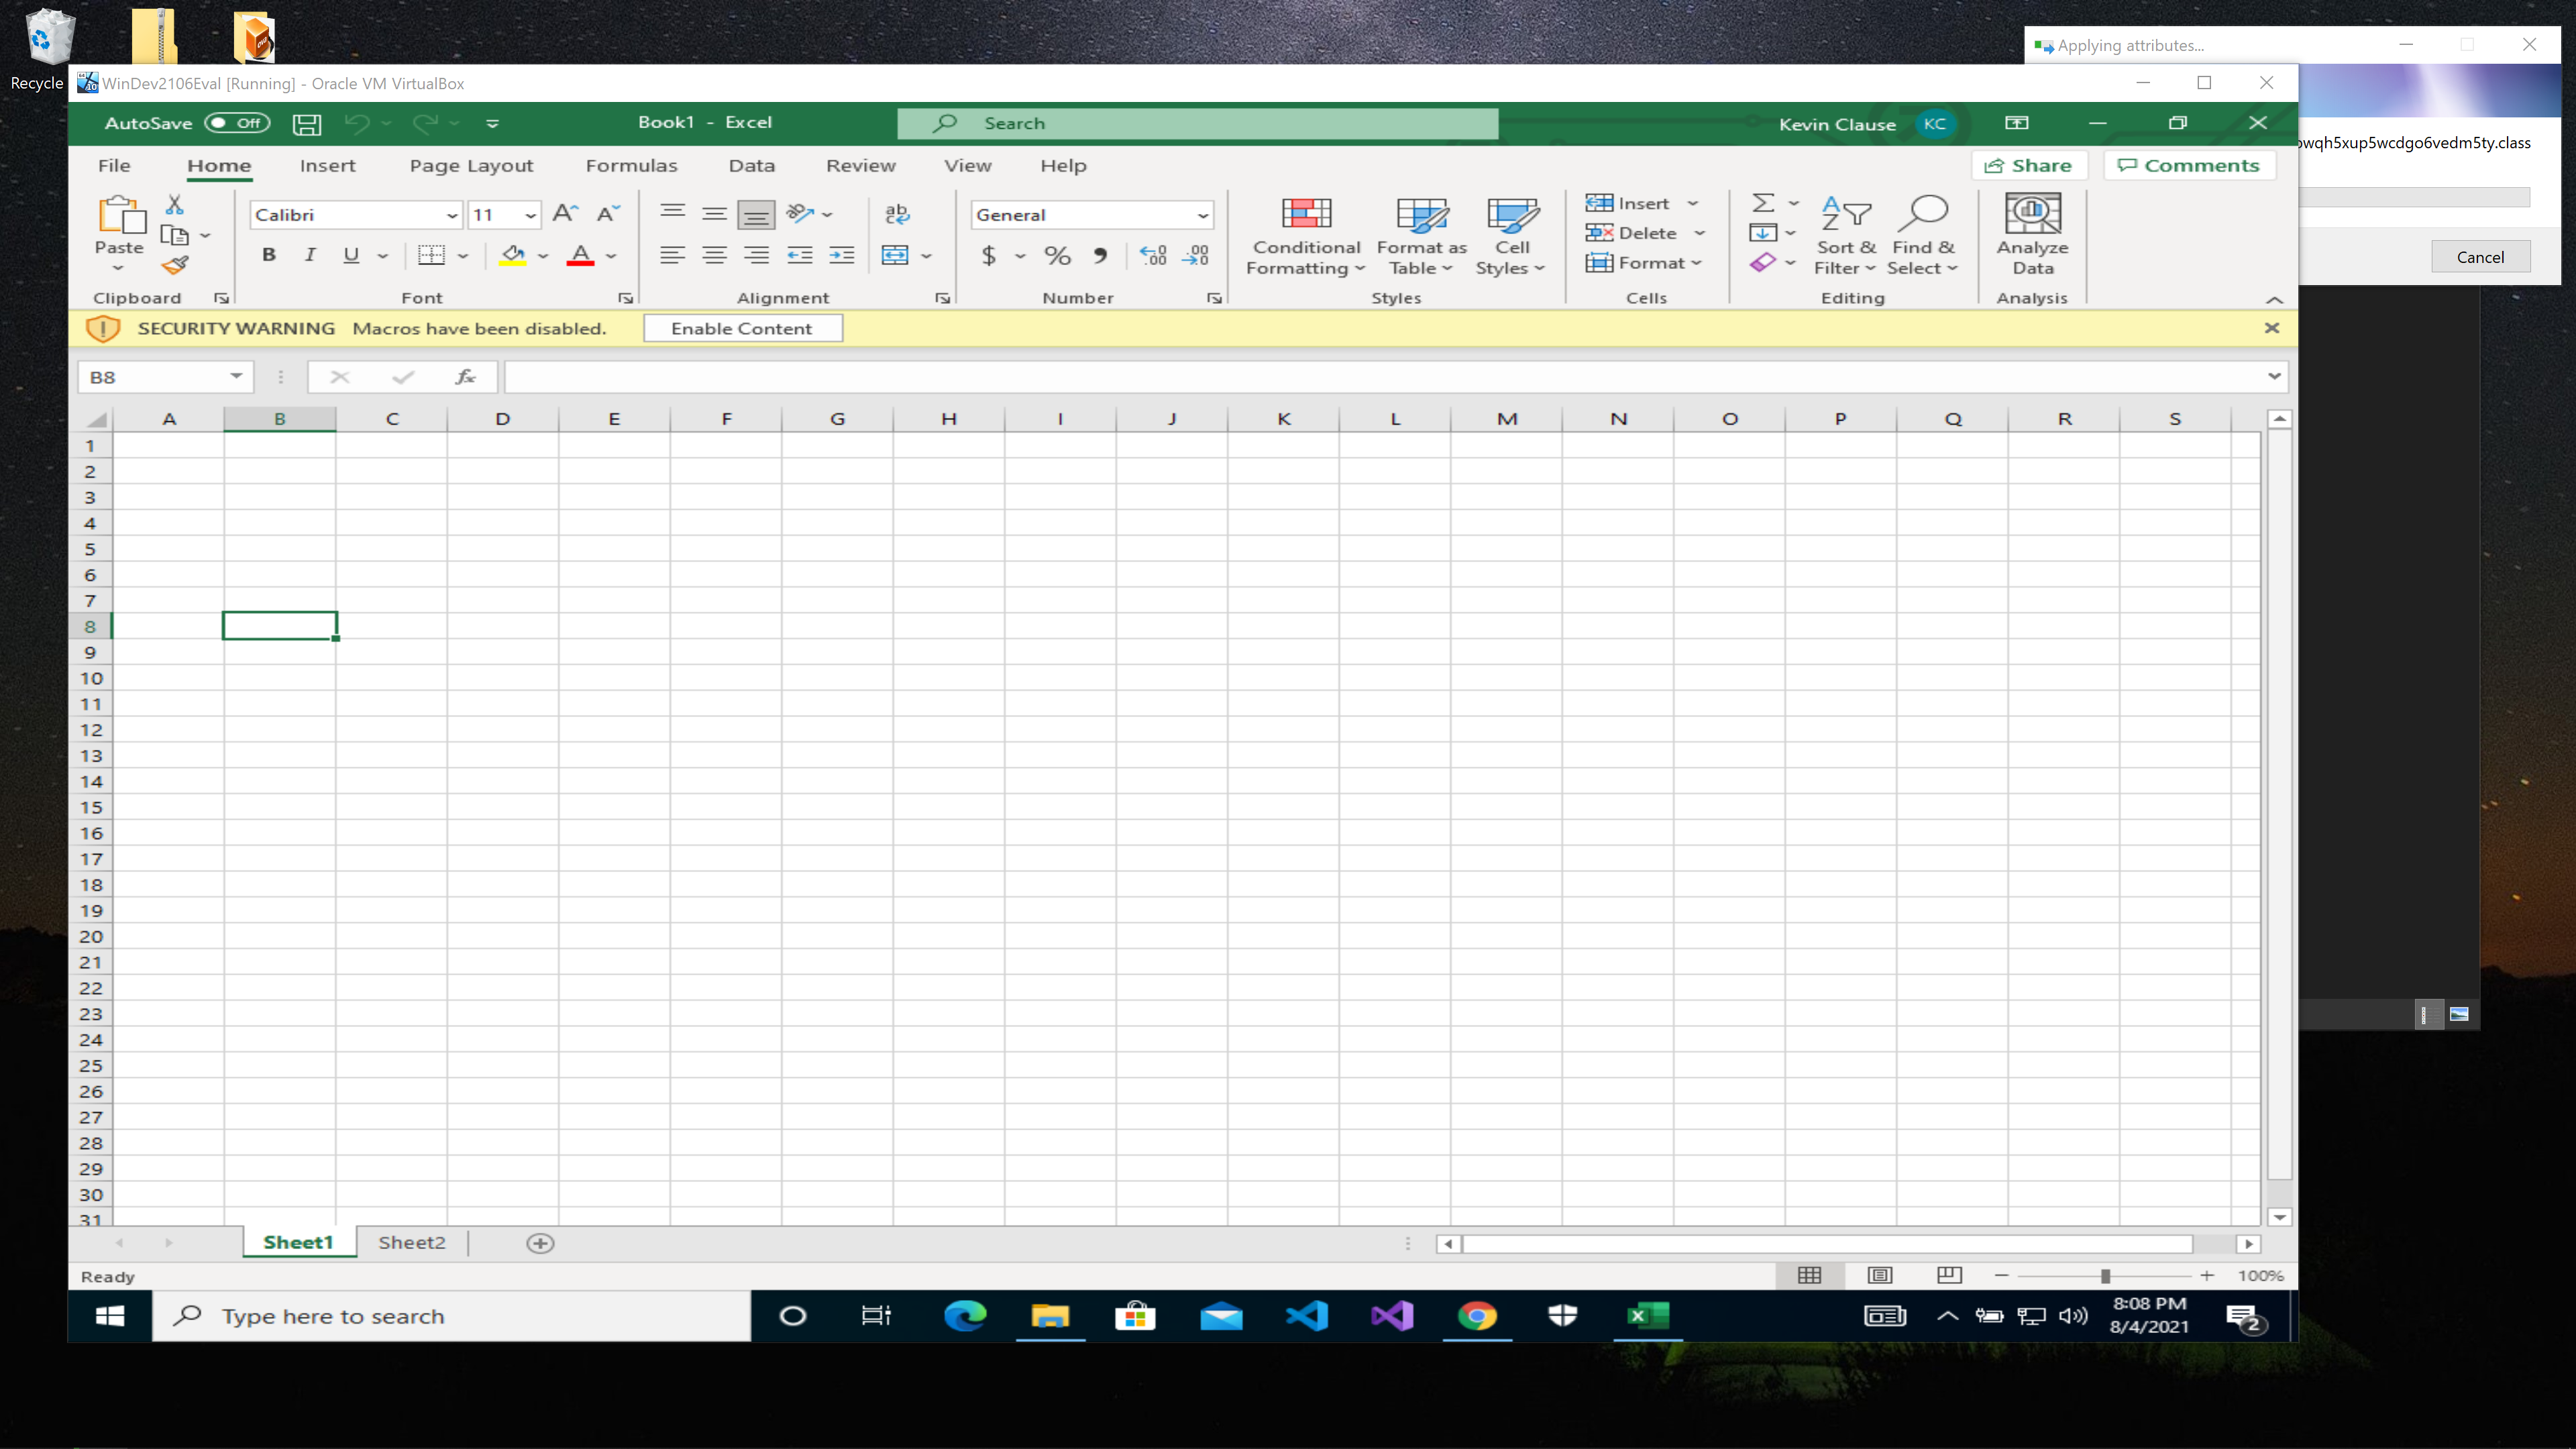 Recycle
Applying attributes...
WinDev2106Eval [Running] - Oracle VM VirtualBox
AutoSave Off Book1 - Excel Search Kevin Clause KC
File Home Insert Page Layout Formulas Data Review View Help Share Comments
owqh5xup5wcdgo6vedm5ty.class
Cancel
Paste
Calibri 11
B I U
ab
General
$ % 9
Conditional Formatting
Format as Table
Cell Styles
Insert
Delete
Format
Sort & Filter
Find & Select
Analyze Data
Clipboard Font Alignment Number Styles Cells Editing Analysis
SECURITY WARNING Macros have been disabled. Enable Content
B8 fx
A B C D E F G H I J K L M N O P Q R S
1
2
3
4
5
6
7
8
9
10
11
12
13
14
15
16
17
18
19
20
21
22
23
24
25
26
27
28
29
30
31
Sheet1 Sheet2
Ready 100%
Type here to search
8:08 PM
8/4/2021
2